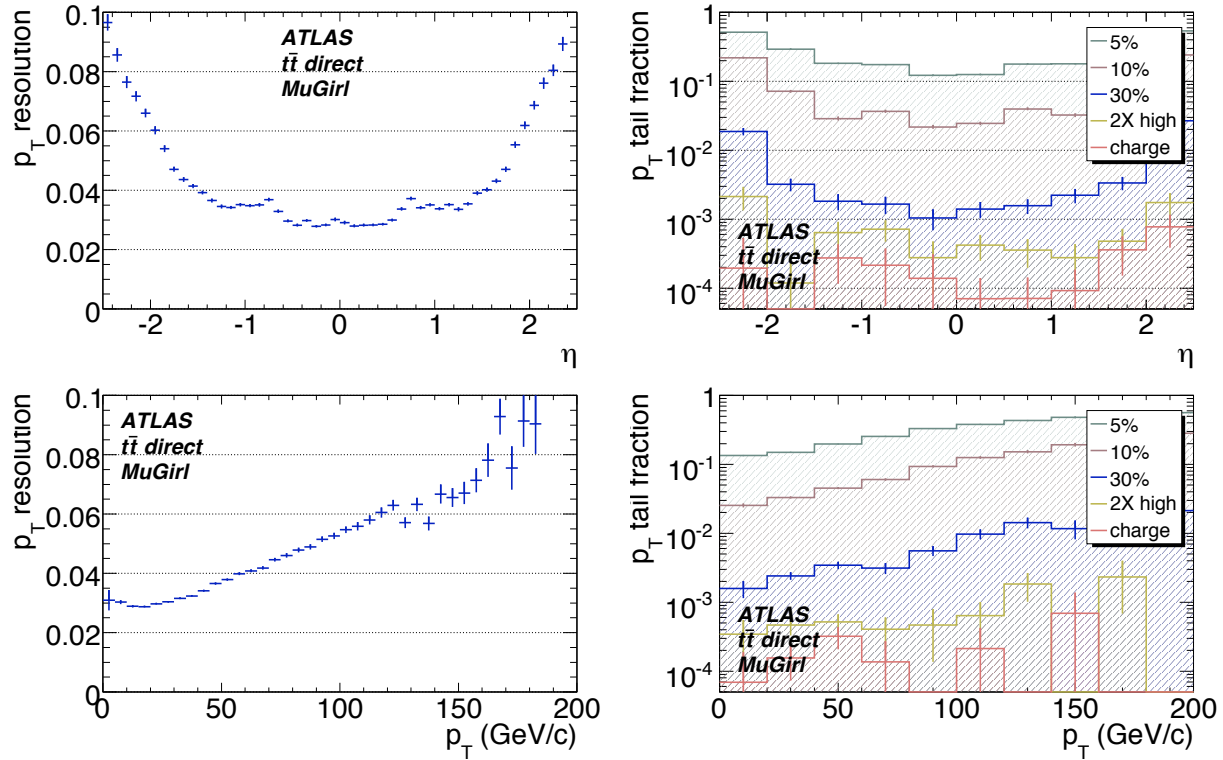 p_T resolution
0.1
0.08
0.06
0.04
0.02
0
ATLAS
tt̄ direct
MuGirl
-2
-1
0
1
2
η
p_T tail fraction
1
10^-1
10^-2
10^-3
10^-4
5%
10%
30%
2X high
charge
ATLAS
tt̄ direct
MuGirl
-2
-1
0
1
2
η
p_T resolution
0.1
0.08
0.06
0.04
0.02
0
ATLAS
tt̄ direct
MuGirl
0
50
100
150
200
p_T (GeV/c)
p_T tail fraction
1
10^-1
10^-2
10^-3
10^-4
5%
10%
30%
2X high
charge
ATLAS
tt̄ direct
MuGirl
0
50
100
150
200
p_T (GeV/c)